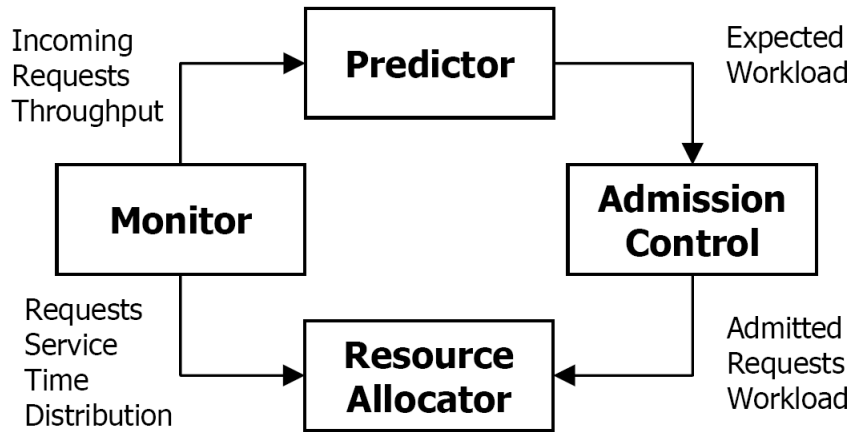 Incoming
Requests
Throughput
Predictor
Expected
Workload
Monitor
Admission
Control
Requests
Service
Time
Distribution
Resource
Allocator
Admitted
Requests
Workload